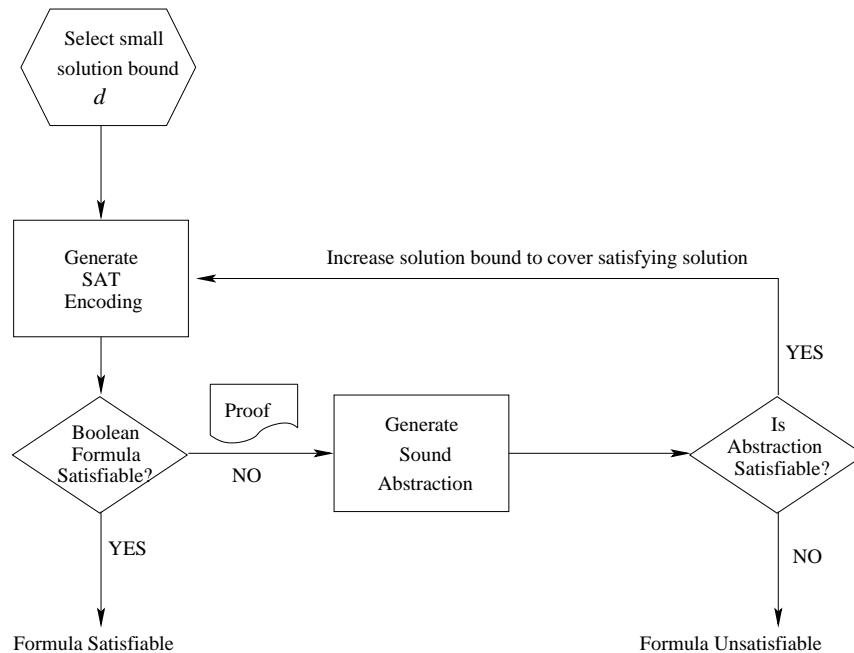 Select small
solution bound
d
Generate
SAT
Encoding
Increase solution bound to cover satisfying solution
YES
Boolean
Formula
Satisfiable?
Proof
NO
Generate
Sound
Abstraction
Is
Abstraction
Satisfiable?
YES
NO
Formula Satisfiable
Formula Unsatisfiable